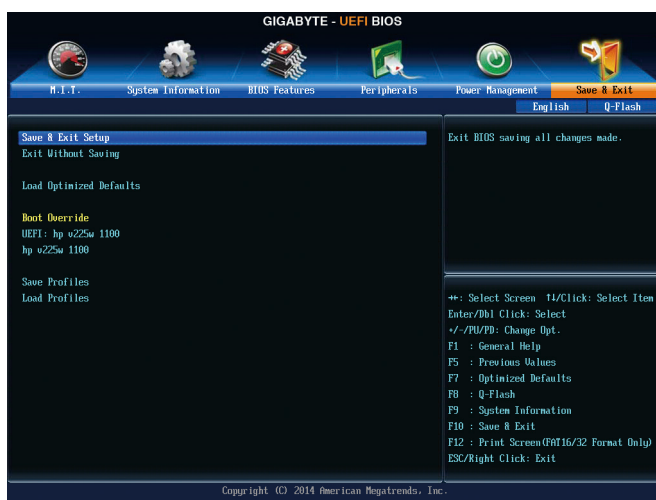 GIGABYTE - UEFI BIOS
M.I.T.
System Information
BIOS Features
Peripherals
Power Management
Save & Exit
English
Q-Flash
Save & Exit Setup
Exit Without Saving
Load Optimized Defaults
Boot Override
UEFI: hp v225w 1100
hp v225w 1100
Save Profiles
Load Profiles
Exit BIOS saving all changes made.
→←: Select Screen ↑↓/Click: Select Item
Enter/Dbl Click: Select
+/-/PU/PD: Change Opt.
F1 : General Help
F5 : Previous Values
F7 : Optimized Defaults
F8 : Q-Flash
F9 : System Information
F10 : Save & Exit
F12 : Print Screen(FAT16/32 Format Only)
ESC/Right Click: Exit
Copyright (C) 2014 American Megatrends, Inc.